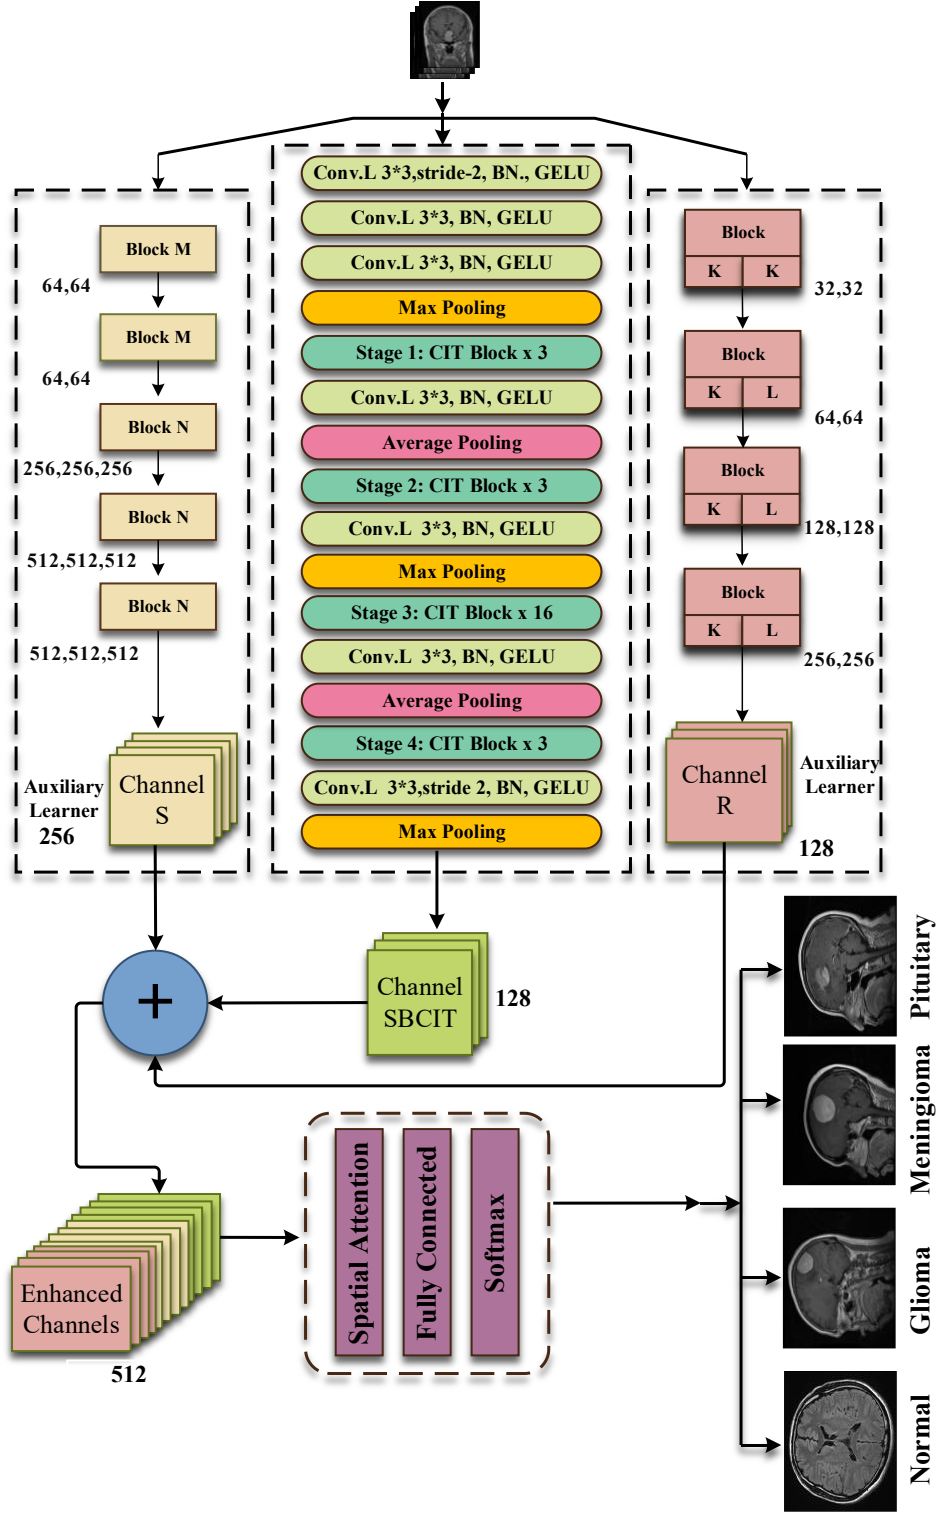 Block M
64,64
Block M
64,64
Block N
256,256,256
Block N
512,512,512
Block N
512,512,512
Channel
S
Auxiliary
Learner
256
Conv.L 3*3,stride-2, BN., GELU
Conv.L 3*3, BN, GELU
Conv.L 3*3, BN, GELU
Max Pooling
Stage 1: CIT Block x 3
Conv.L 3*3, BN, GELU
Average Pooling
Stage 2: CIT Block x 3
Conv.L 3*3, BN, GELU
Max Pooling
Stage 3: CIT Block x 16
Conv.L 3*3, BN, GELU
Average Pooling
Stage 4: CIT Block x 3
Conv.L 3*3,stride 2, BN, GELU
Max Pooling
Block
K K
32,32
Block
K L
64,64
Block
K L
128,128
Block
K L
256,256
Channel
R
Auxiliary
Learner
128
+
Channel
SBCIT
128
Enhanced
Channels
512
Spatial Attention
Fully Connected
Softmax
Pituitary
Meningioma
Glioma
Normal